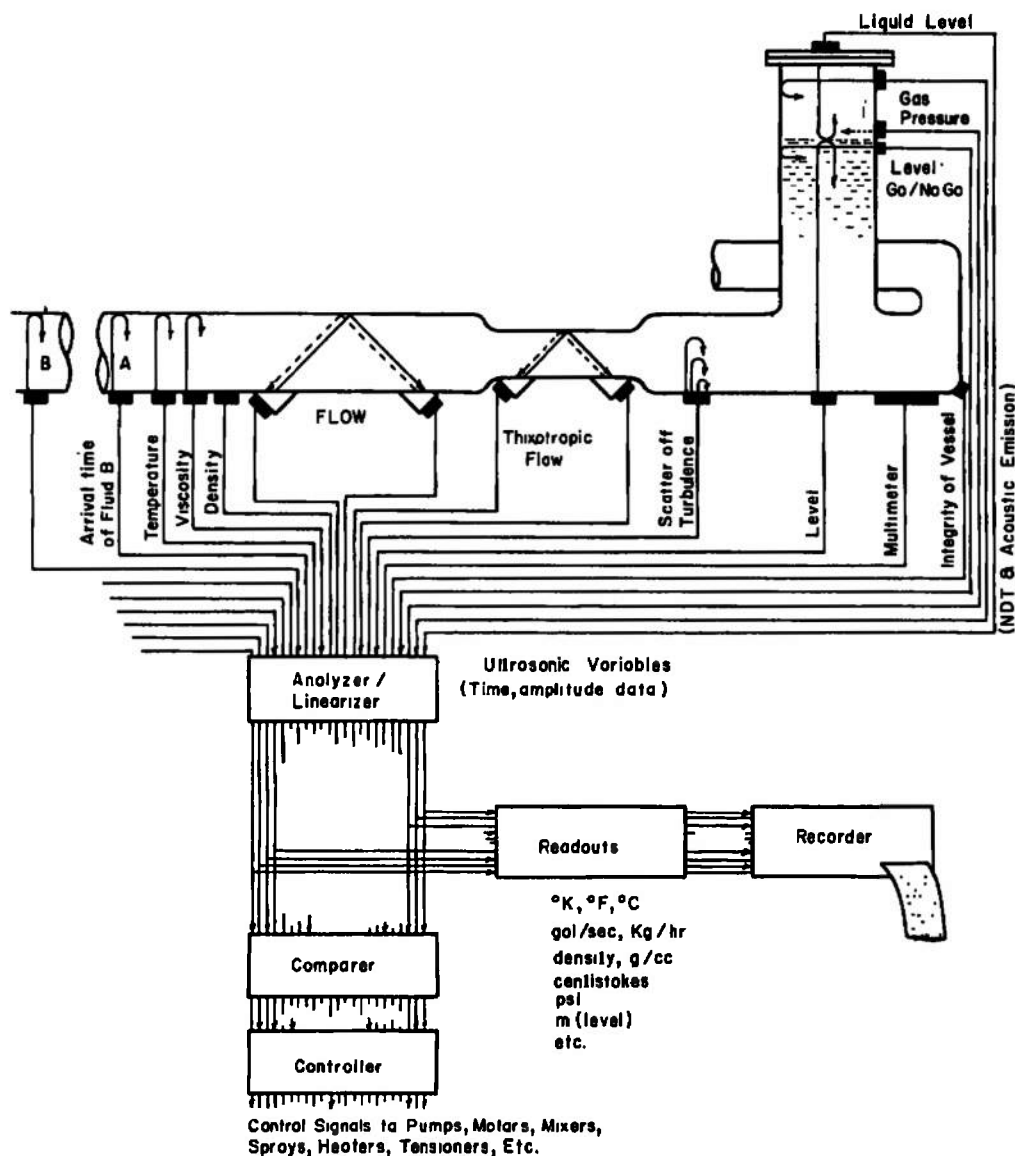 Liquid Level
Gas
Pressure
Level
Go/No Go
B
A
FLOW
Thixotropic
Flow
Arrival time
of Fluid B
Temperature
Viscosity
Density
Scatter off
Turbulence
Level
Multimeter
Integrity of Vessel
(NDT & Acoustic Emission)
Analyzer/
Linearizer
Ultrasonic Variables
(Time, amplitude data)
Readouts
Recorder
°K, °F, °C
gal/sec, Kg/hr
density, g/cc
centistokes
psi
m (level)
etc.
Comparer
Controller
Control Signals to Pumps, Motors, Mixers,
Sprays, Heaters, Tensioners, Etc.